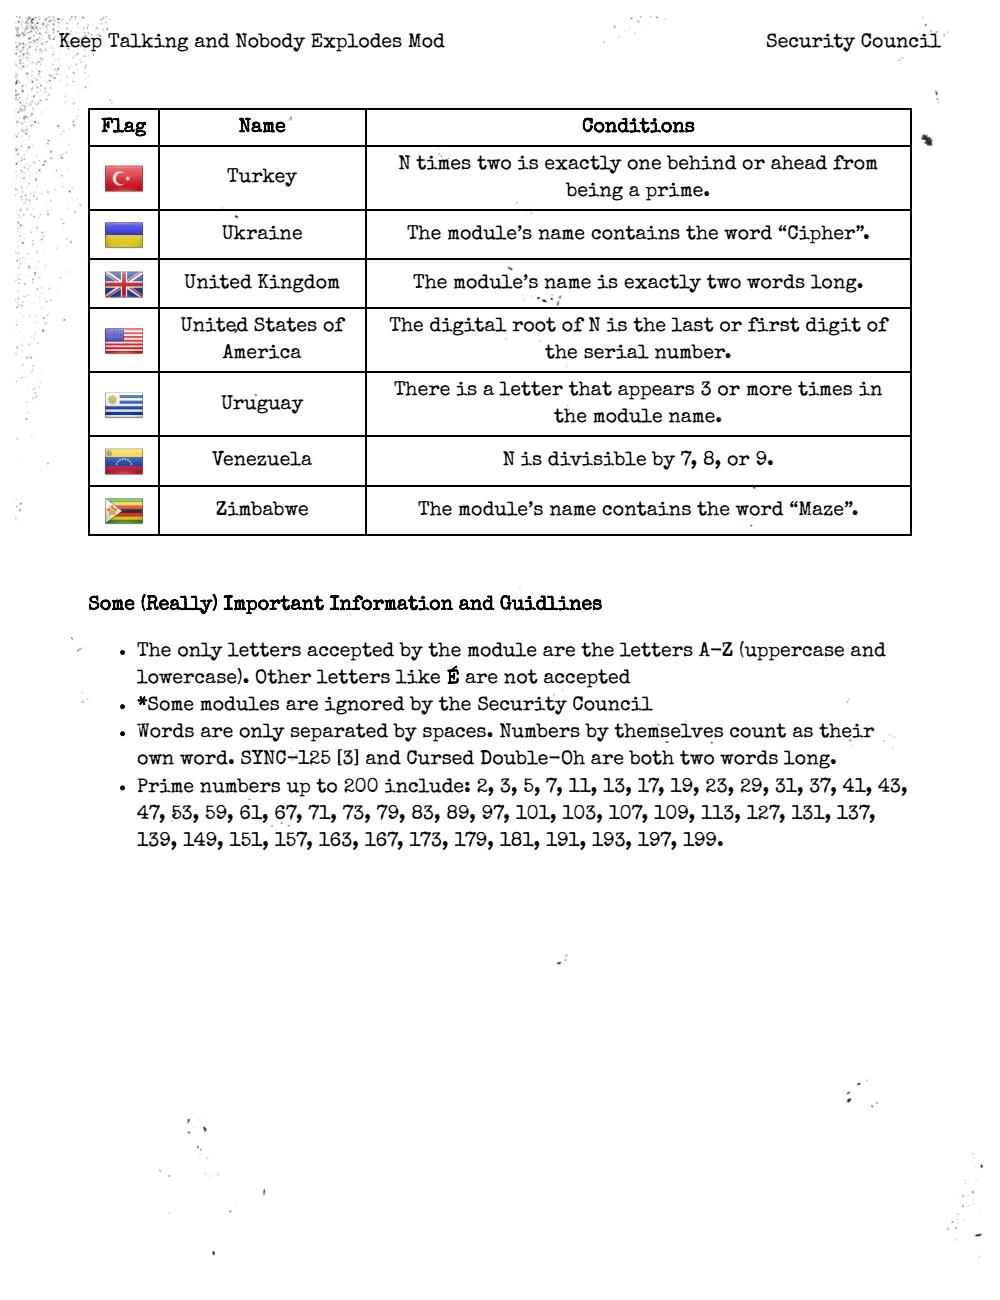 Keep Talking and Nobody Explodes Mod
Security Council
Flag
Name
Conditions
Turkey
N times two is exactly one behind or ahead from
being a prime.
Ukraine
The module’s name contains the word “Cipher”.
United Kingdom
The module’s name is exactly two words long.
United States of
America
The digital root of N is the last or first digit of
the serial number.
Uruguay
There is a letter that appears 3 or more times in
the module name.
Venezuela
N is divisible by 7, 8, or 9.
Zimbabwe
The module’s name contains the word “Maze”.
Some (Really) Important Information and Guidlines
• The only letters accepted by the module are the letters A-Z (uppercase and
lowercase). Other letters like É are not accepted
• *Some modules are ignored by the Security Council
• Words are only separated by spaces. Numbers by themselves count as their
own word. SYNC-125 [3] and Cursed Double-Oh are both two words long.
• Prime numbers up to 200 include: 2, 3, 5, 7, 11, 13, 17, 19, 23, 29, 31, 37, 41, 43,
47, 53, 59, 61, 67, 71, 73, 79, 83, 89, 97, 101, 103, 107, 109, 113, 127, 131, 137,
139, 149, 151, 157, 163, 167, 173, 179, 181, 191, 193, 197, 199.